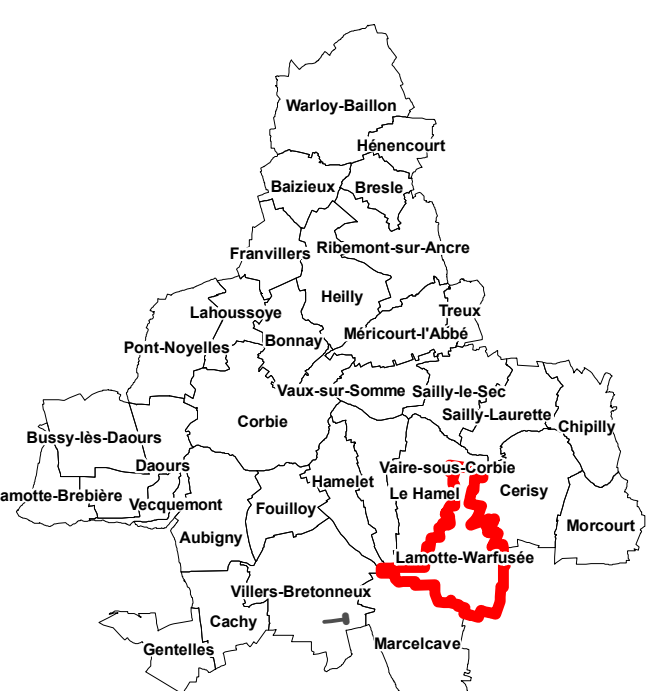 Warloy-Baillon
Hénencourt
Baizieux
Bresle
Franvillers
Ribemont-sur-Ancre
Heilly
Lahoussoye
Treux
Bonnay
Méricourt-l'Abbé
Pont-Noyelles
Vaux-sur-Somme
Sailly-le-Sec
Sailly-Laurette
Corbie
Chipilly
Bussy-lès-Daours
Daours
Vaire-sous-Corbie
Hamelet
Le Hamel
Cerisy
amotte-Brebière
Vecquemont
Fouilloy
Morcourt
Aubigny
Lamotte-Warfusée
Villers-Bretonneux
Cachy
Marcelcave
Gentelles